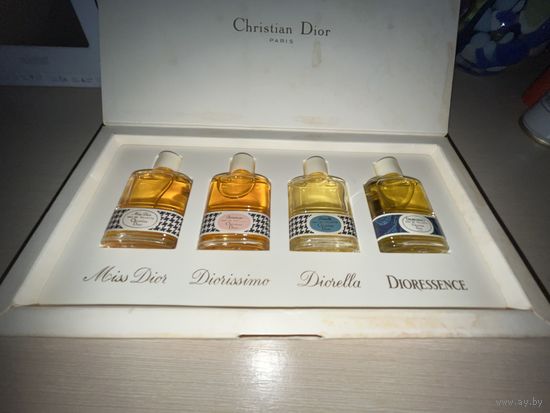 Christian Dior
PARIS
Miss Dior
Diorissimo
Diorella
DIORESSENCE
www.ay.by